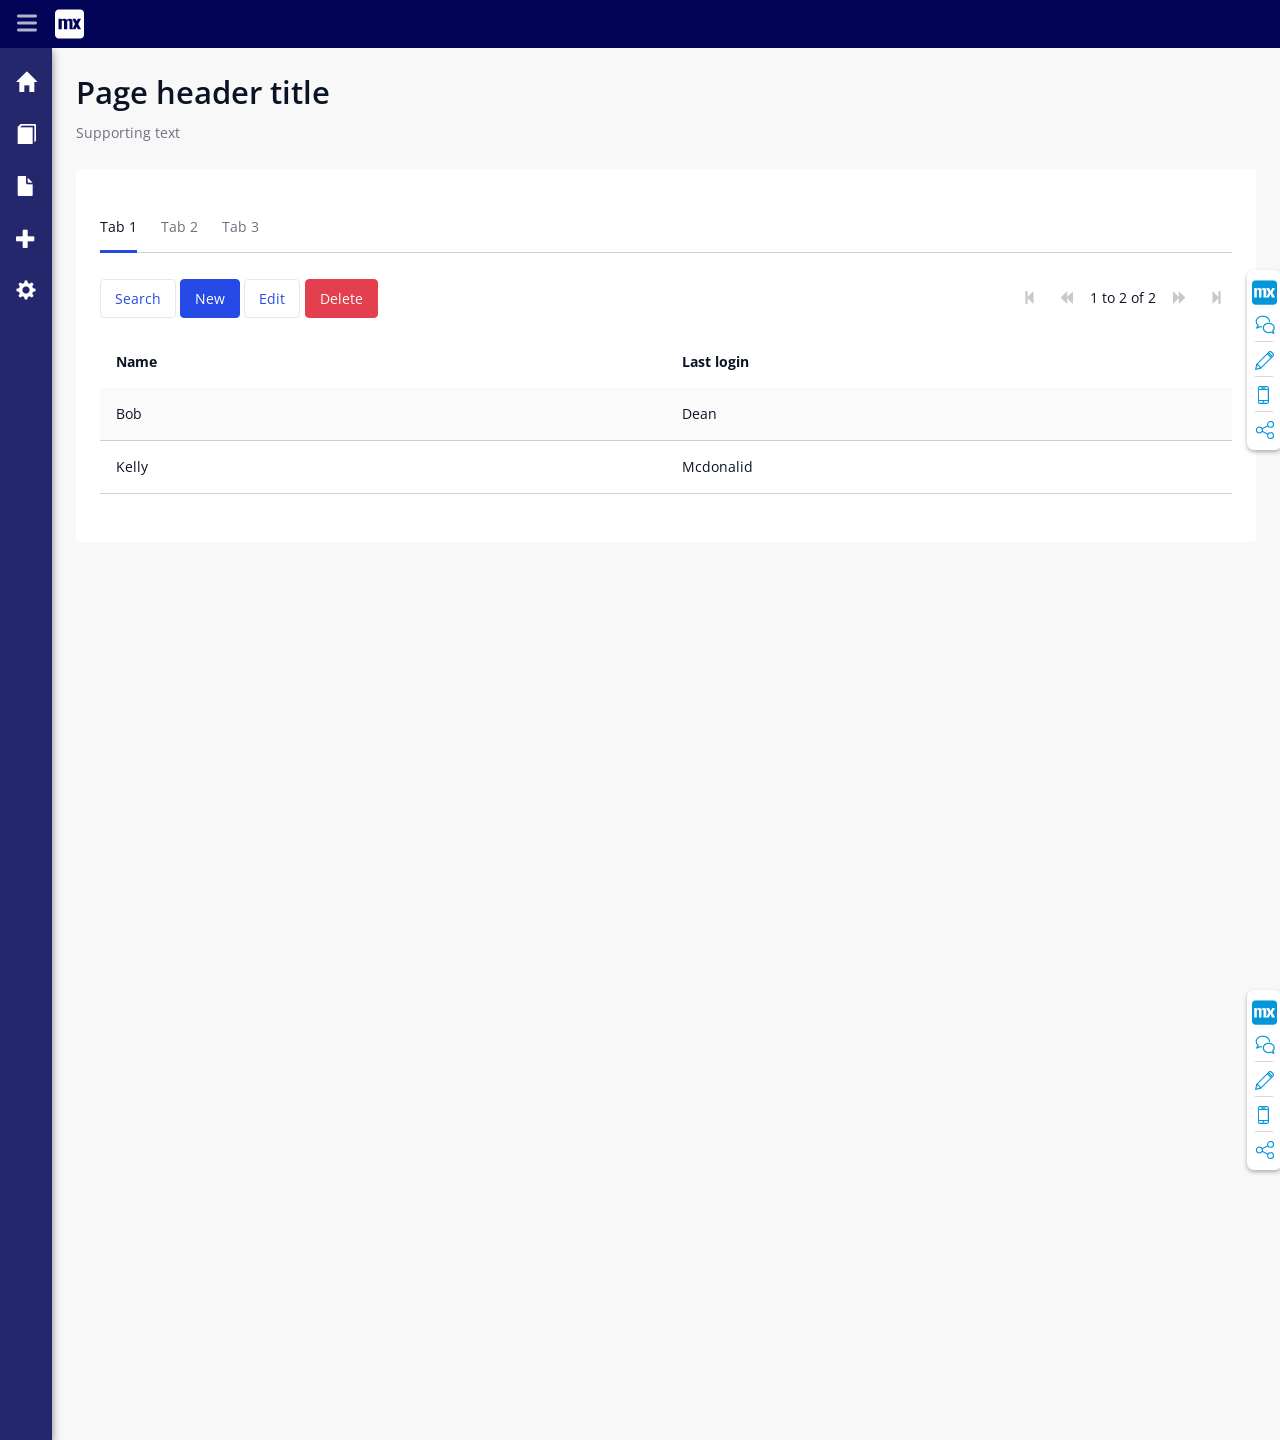 mx
Page header title
Supporting text
Tab 1 Tab 2 Tab 3
Search New Edit Delete 1 to 2 of 2
mx
Name Last login
Bob Dean
Kelly Mcdonalid
mx